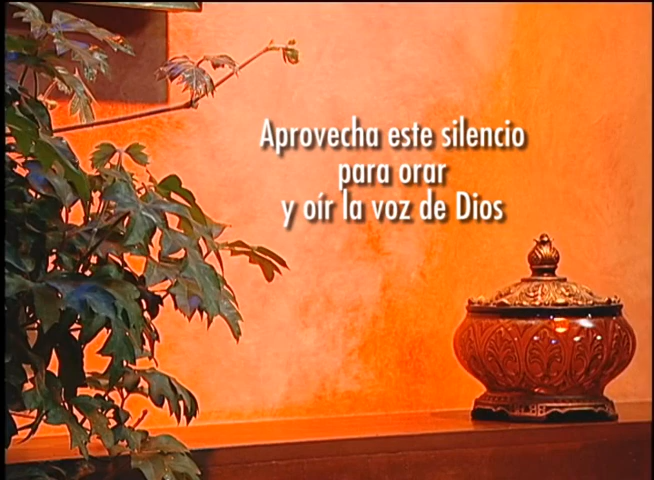 Aprovecha este silencio
para orar
y oír la voz de Dios